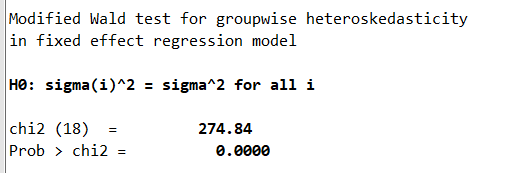 Modified Wald test for groupwise heteroskedasticity
in fixed effect regression model
H0: sigma(i)^2 = sigma^2 for all i
chi2 (18)  =      274.84
Prob > chi2 =      0.0000